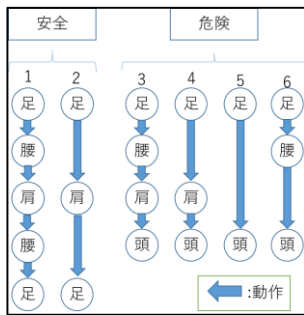 安全 危険
1 2 3 4 5 6
足 足 足 足 足 足
腰 腰 腰
肩 肩 肩 肩
腰 頭 頭 頭 頭
足 足
:動作